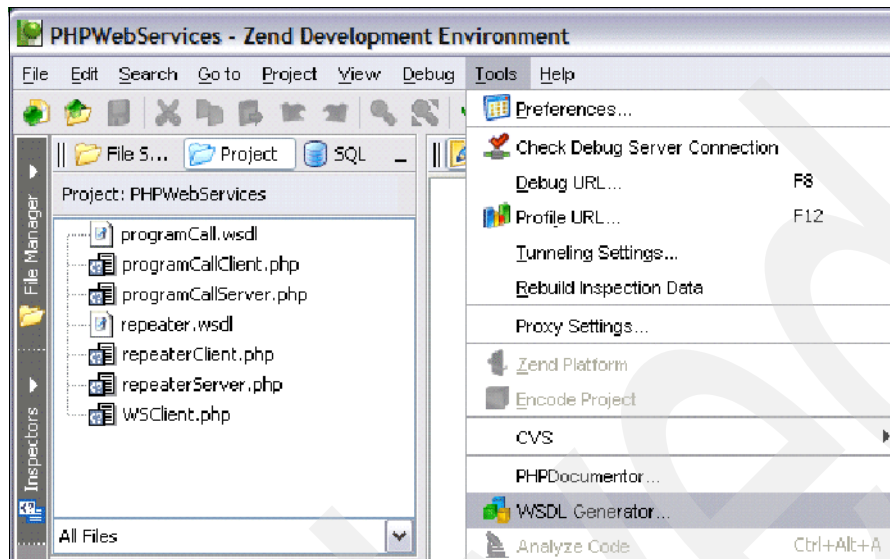 PHPWebServices - Zend Development Environment
File Edit Search Go to Project View Debug Tools Help
File S... Project SQL
Project: PHPWebServices
programCall.wsdl
programCallClient.php
programCallServer.php
repeater.wsdl
repeaterClient.php
repeaterServer.php
WSClient.php
All Files
File Manager
Inspectors
Preferences...
Check Debug Server Connection
Debug URL... F8
Profile URL... F12
Tunneling Settings...
Rebuild Inspection Data
Proxy Settings...
Zend Platform
Encode Project
CVS
PHPDocumentor...
WSDL Generator...
Analyze Code Ctrl+Alt+A